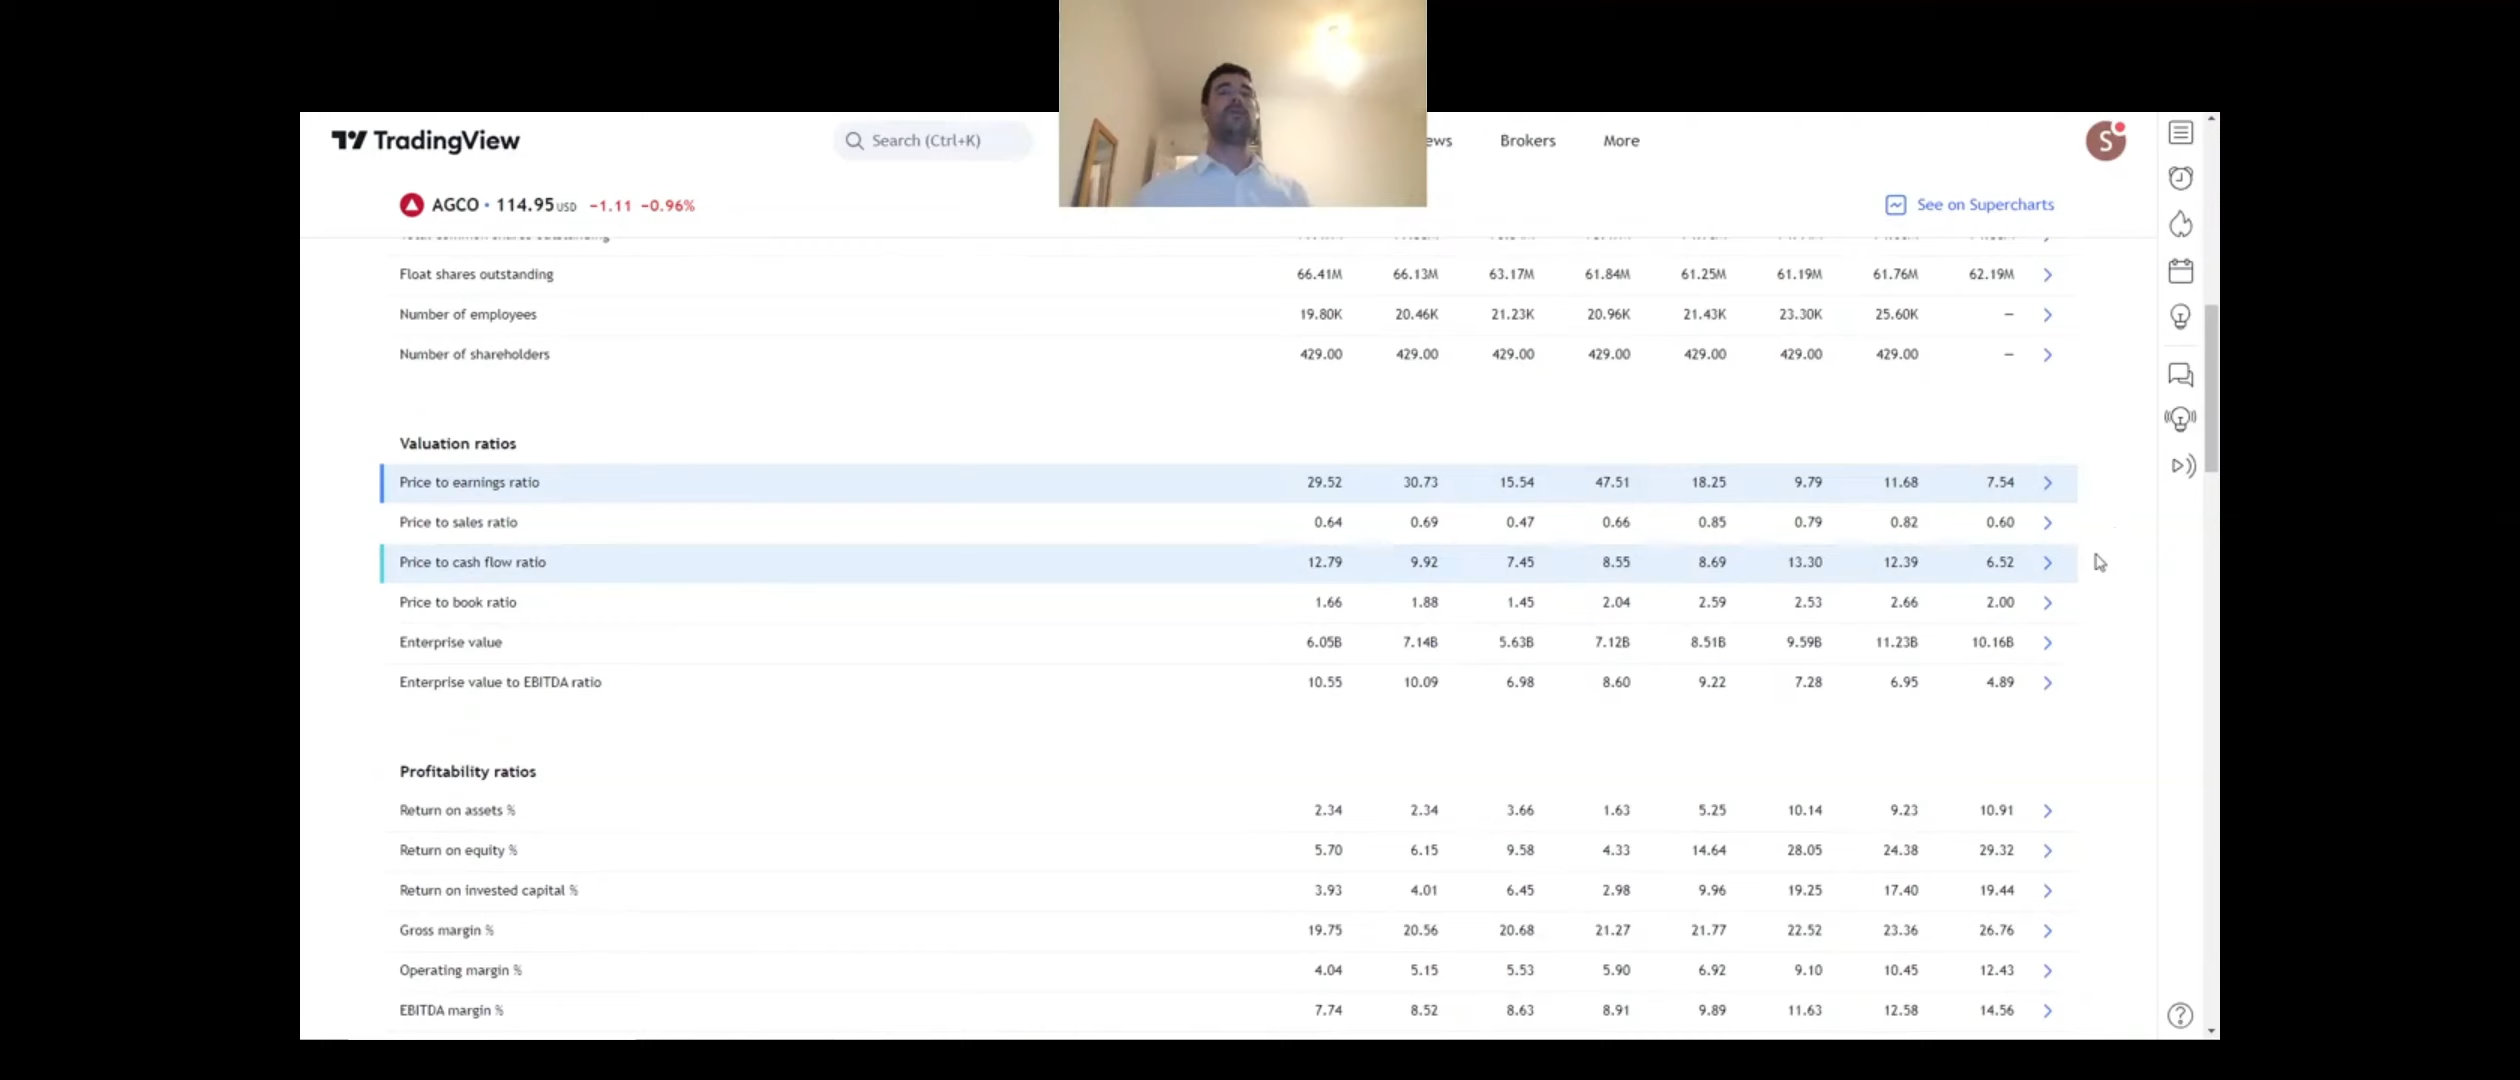 TradingView
Search (Ctrl+K)
ews
Brokers
More
S
AGCO • 114.95 USD −1.11 −0.96%
See on Supercharts
Float shares outstanding 66.41M 66.13M 63.17M 61.84M 61.25M 61.19M 61.76M 62.19M
Number of employees 19.80K 20.46K 21.23K 20.96K 21.43K 23.30K 25.60K —
Number of shareholders 429.00 429.00 429.00 429.00 429.00 429.00 429.00 —
Valuation ratios
Price to earnings ratio 29.52 30.73 15.54 47.51 18.25 9.79 11.68 7.54
Price to sales ratio 0.64 0.69 0.47 0.66 0.85 0.79 0.82 0.60
Price to cash flow ratio 12.79 9.92 7.45 8.55 8.69 13.30 12.39 6.52
Price to book ratio 1.66 1.88 1.45 2.04 2.59 2.53 2.66 2.00
Enterprise value 6.05B 7.14B 5.63B 7.12B 8.51B 9.59B 11.23B 10.16B
Enterprise value to EBITDA ratio 10.55 10.09 6.98 8.60 9.22 7.28 6.95 4.89
Profitability ratios
Return on assets % 2.34 2.34 3.66 1.63 5.25 10.14 9.23 10.91
Return on equity % 5.70 6.15 9.58 4.33 14.64 28.05 24.38 29.32
Return on invested capital % 3.93 4.01 6.45 2.98 9.96 19.25 17.40 19.44
Gross margin % 19.75 20.56 20.68 21.27 21.77 22.52 23.36 26.76
Operating margin % 4.04 5.15 5.53 5.90 6.92 9.10 10.45 12.43
EBITDA margin % 7.74 8.52 8.63 8.91 9.89 11.63 12.58 14.56